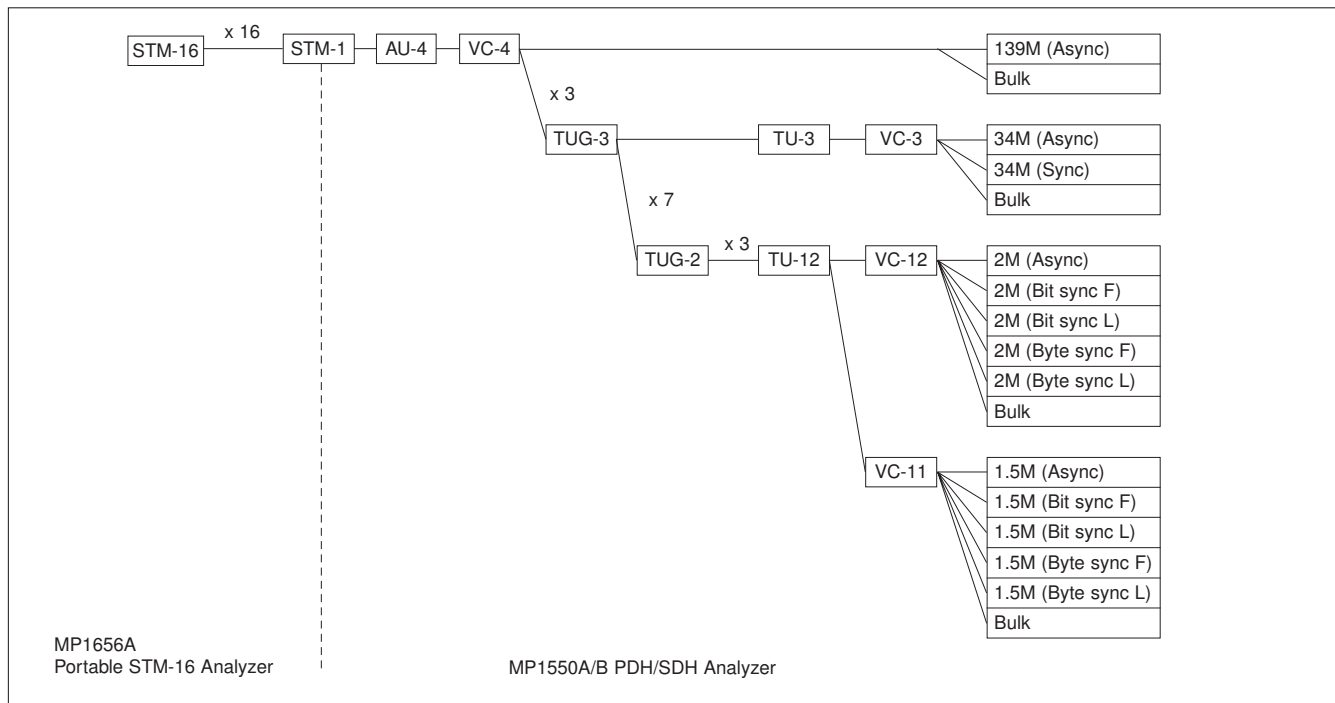 x 16
STM-16
STM-1
AU-4
VC-4
139M (Async)
Bulk
x 3
TUG-3
TU-3
VC-3
34M (Async)
34M (Sync)
Bulk
x 7
TUG-2
x 3
TU-12
VC-12
2M (Async)
2M (Bit sync F)
2M (Bit sync L)
2M (Byte sync F)
2M (Byte sync L)
Bulk
VC-11
1.5M (Async)
1.5M (Bit sync F)
1.5M (Bit sync L)
1.5M (Byte sync F)
1.5M (Byte sync L)
Bulk
MP1656A
Portable STM-16 Analyzer
MP1550A/B PDH/SDH Analyzer